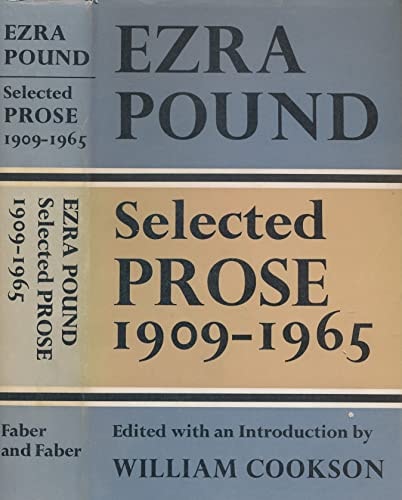 EZRA
POUND
Selected
PROSE
1909-1965
EZRA POUND
Selected PROSE
1909-1965
Faber
and Faber
EZRA
POUND
Selected
PROSE
1909-1965
Edited with an Introduction by
WILLIAM COOKSON